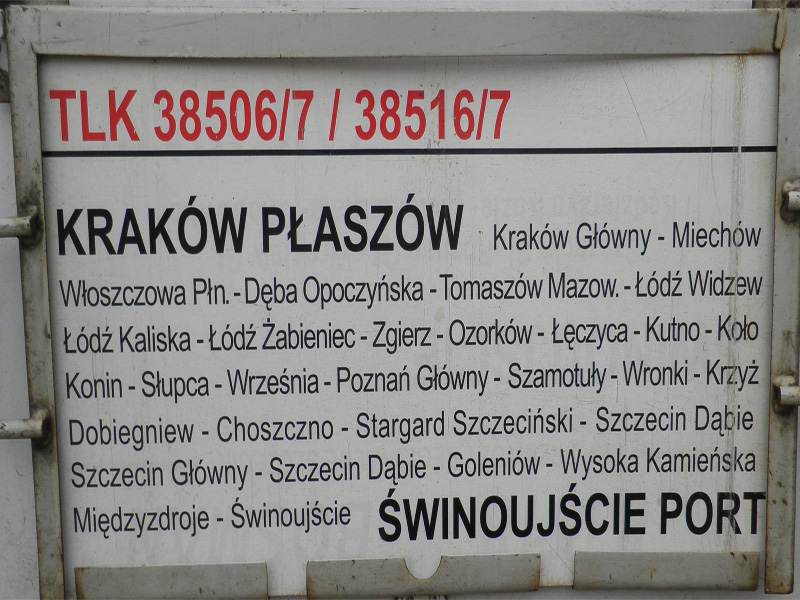 TLK 38506/7 / 38516/7
KRAKÓW PŁASZÓW Kraków Główny - Miechów
Włoszczowa Płn. - Dęba Opoczyńska - Tomaszów Mazow. - Łódź Widzew
Łódź Kaliska - Łódź Żabieniec - Zgierz - Ozorków - Łęczyca - Kutno - Koło
Konin - Słupca - Września - Poznań Główny - Szamotuły - Wronki - Krzyż
Dobiegniew - Choszczno - Stargard Szczeciński - Szczecin Dąbie
Szczecin Główny - Szczecin Dąbie - Goleniów - Wysoka Kamieńska
Międzyzdroje - Świnoujście ŚWINOUJŚCIE PORT